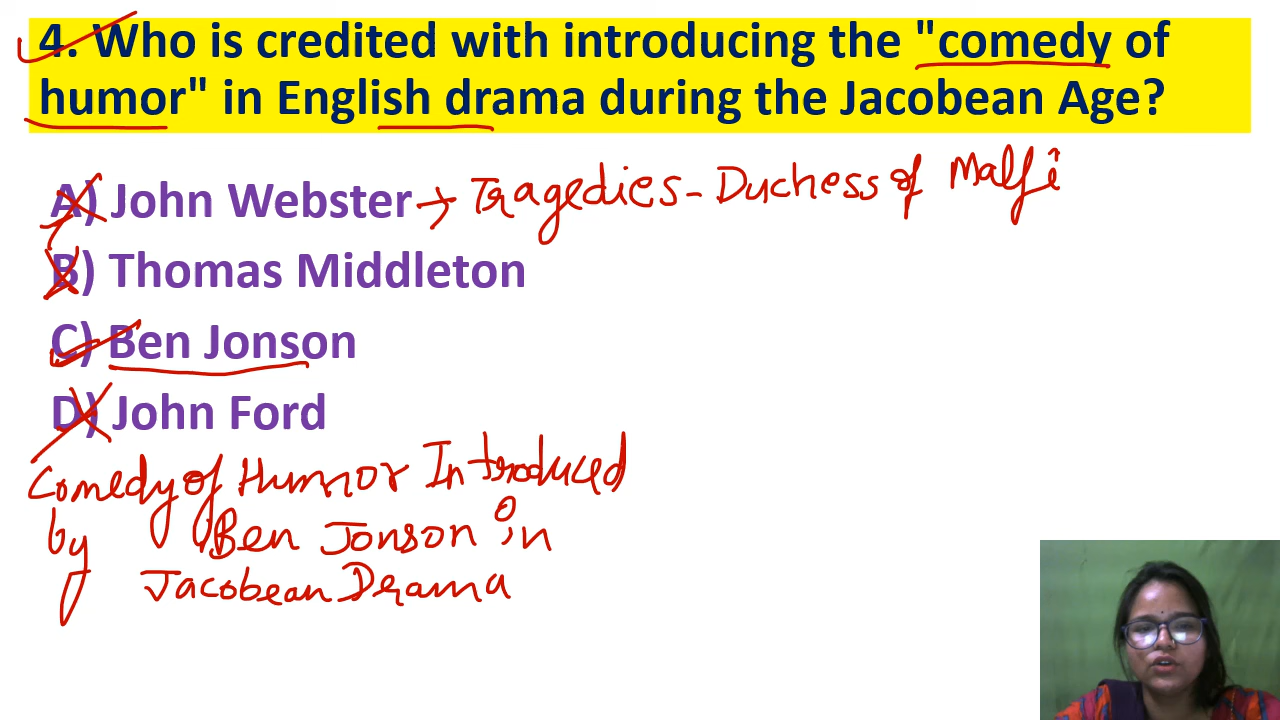 4. Who is credited with introducing the "comedy of
humor" in English drama during the Jacobean Age?
A) John Webster → Tragedies - Duchess of Malfi
B) Thomas Middleton
C) Ben Jonson
D) John Ford
Comedy of Humor Introduced
by Ben Jonson in
Jacobean Drama